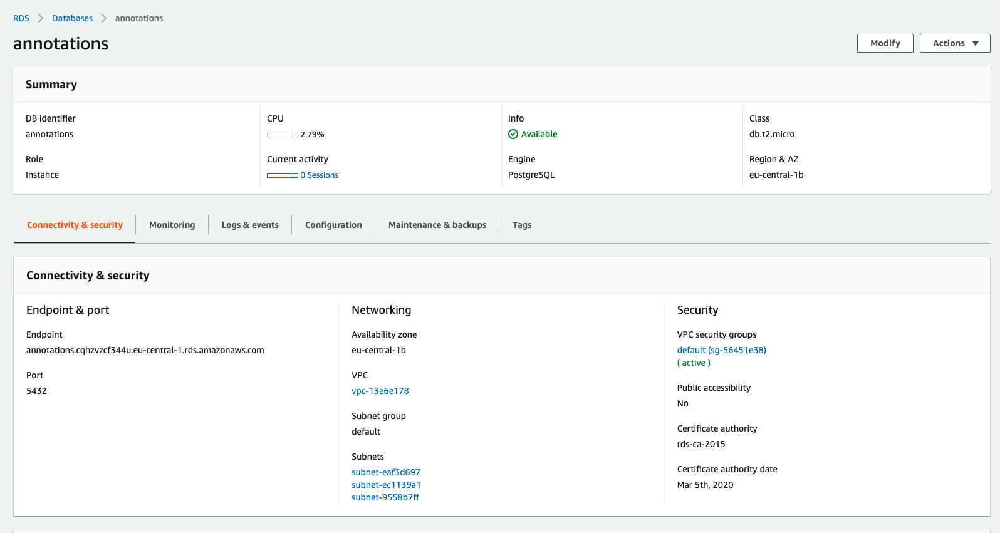 RDS > Databases > annotations
annotations
Modify
Actions
Summary
DB identifier
annotations
CPU
2.79%
Info
Available
Class
db.t2.micro
Role
Instance
Current activity
0 Sessions
Engine
PostgreSQL
Region & AZ
eu-central-1b
Connectivity & security
Monitoring
Logs & events
Configuration
Maintenance & backups
Tags
Connectivity & security
Endpoint & port
Endpoint
annotations.cqhzvzcf344u.eu-central-1.rds.amazonaws.com
Port
5432
Networking
Availability zone
eu-central-1b
VPC
vpc-13e6e178
Subnet group
default
Subnets
subnet-eaf3d697
subnet-ec1139a1
subnet-9558b7ff
Security
VPC security groups
default (sg-56451e38)
( active )
Public accessibility
No
Certificate authority
rds-ca-2015
Certificate authority date
Mar 5th, 2020